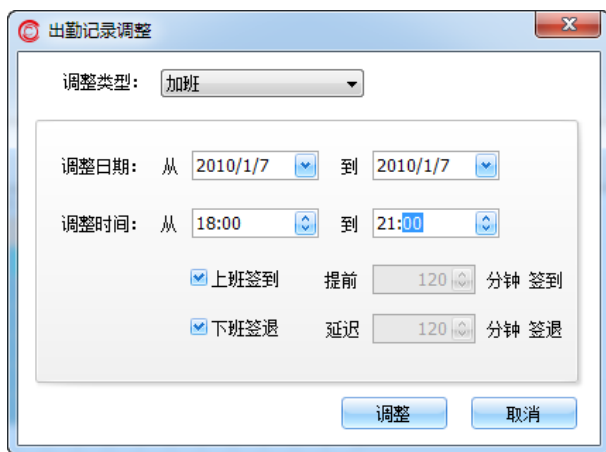 出勤记录调整
调整类型： 加班
调整日期： 从 2010/1/7 到 2010/1/7
调整时间： 从 18:00 到 21:00
上班签到 提前 120 分钟 签到
下班签退 延迟 120 分钟 签退
调整 取消